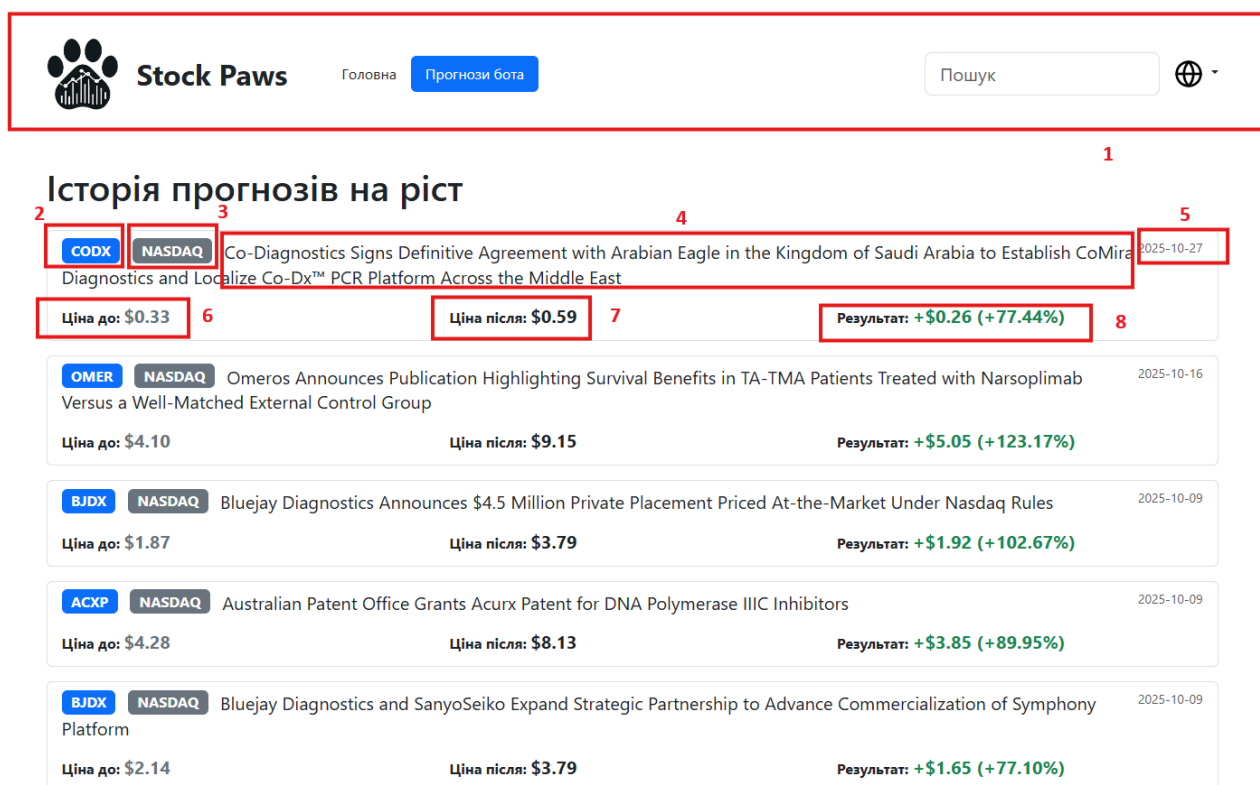 Stock Paws Головна Прогнози бота Пошук
1
Історія прогнозів на ріст
2 3 4 5
CODX NASDAQ Co-Diagnostics Signs Definitive Agreement with Arabian Eagle in the Kingdom of Saudi Arabia to Establish CoMira 2025-10-27
Diagnostics and Localize Co-Dx™ PCR Platform Across the Middle East
Ціна до: $0.33 6 Ціна після: $0.59 7 Результат: +$0.26 (+77.44%) 8
OMER NASDAQ Omeros Announces Publication Highlighting Survival Benefits in TA-TMA Patients Treated with Narsoplimab 2025-10-16
Versus a Well-Matched External Control Group
Ціна до: $4.10 Ціна після: $9.15 Результат: +$5.05 (+123.17%)
BJDX NASDAQ Bluejay Diagnostics Announces $4.5 Million Private Placement Priced At-the-Market Under Nasdaq Rules 2025-10-09
Ціна до: $1.87 Ціна після: $3.79 Результат: +$1.92 (+102.67%)
ACXP NASDAQ Australian Patent Office Grants Acurx Patent for DNA Polymerase IIIC Inhibitors 2025-10-09
Ціна до: $4.28 Ціна після: $8.13 Результат: +$3.85 (+89.95%)
BJDX NASDAQ Bluejay Diagnostics and SanyoSeiko Expand Strategic Partnership to Advance Commercialization of Symphony 2025-10-09
Platform
Ціна до: $2.14 Ціна після: $3.79 Результат: +$1.65 (+77.10%)